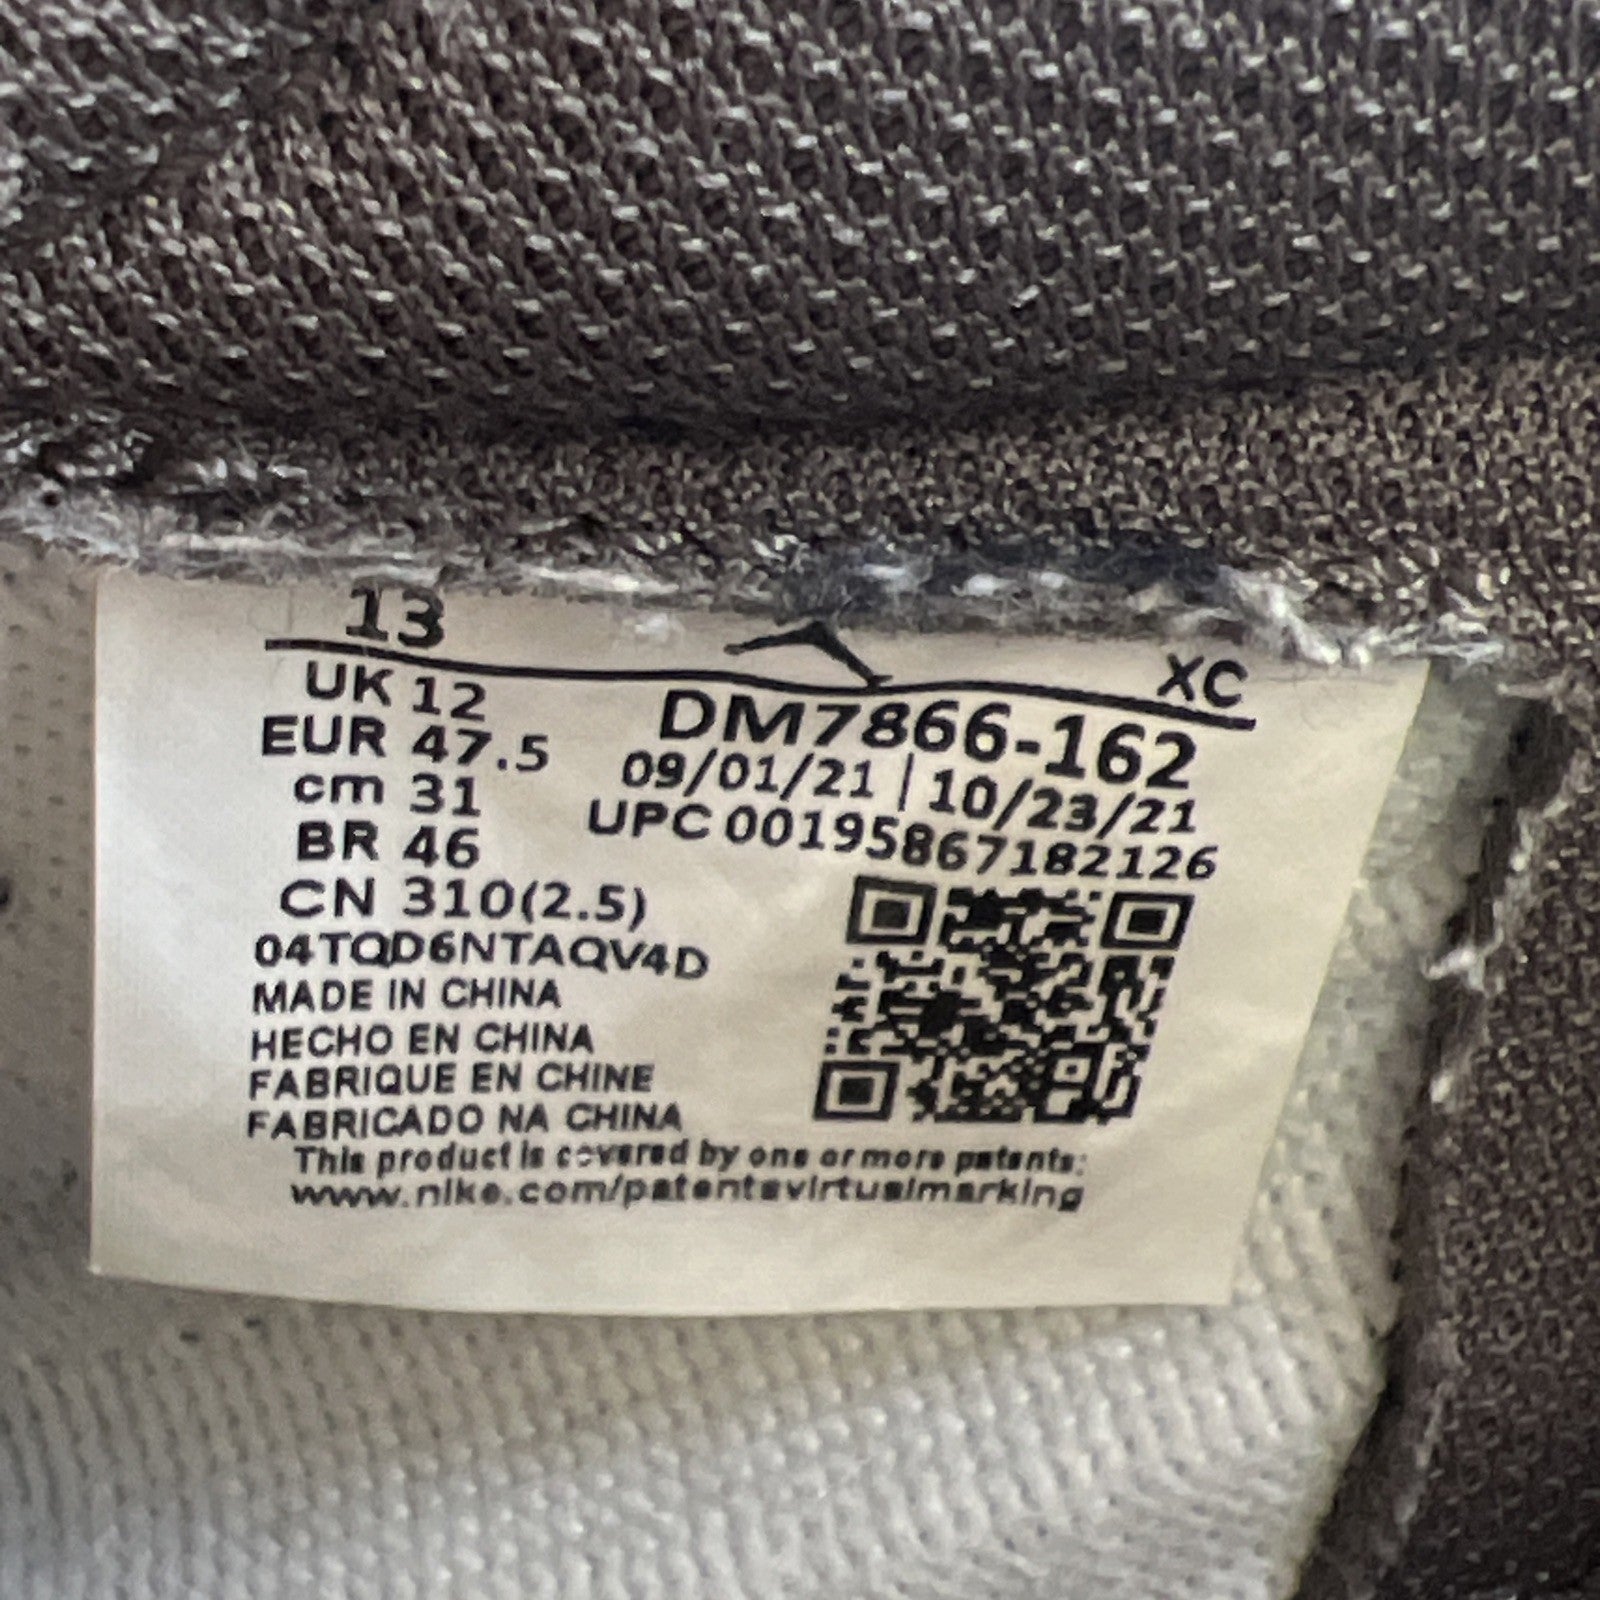 13
XC
UK 12
EUR 47.5
cm 31
BR 46
CN 310(2.5)
DM7866-162
09/01/21 | 10/23/21
UPC 00195867182126
04TQD6NTAQV4D
MADE IN CHINA
HECHO EN CHINA
FABRIQUE EN CHINE
FABRICADO NA CHINA
This product is covered by one or more patents:
www.nike.com/patentsvirtualmarking